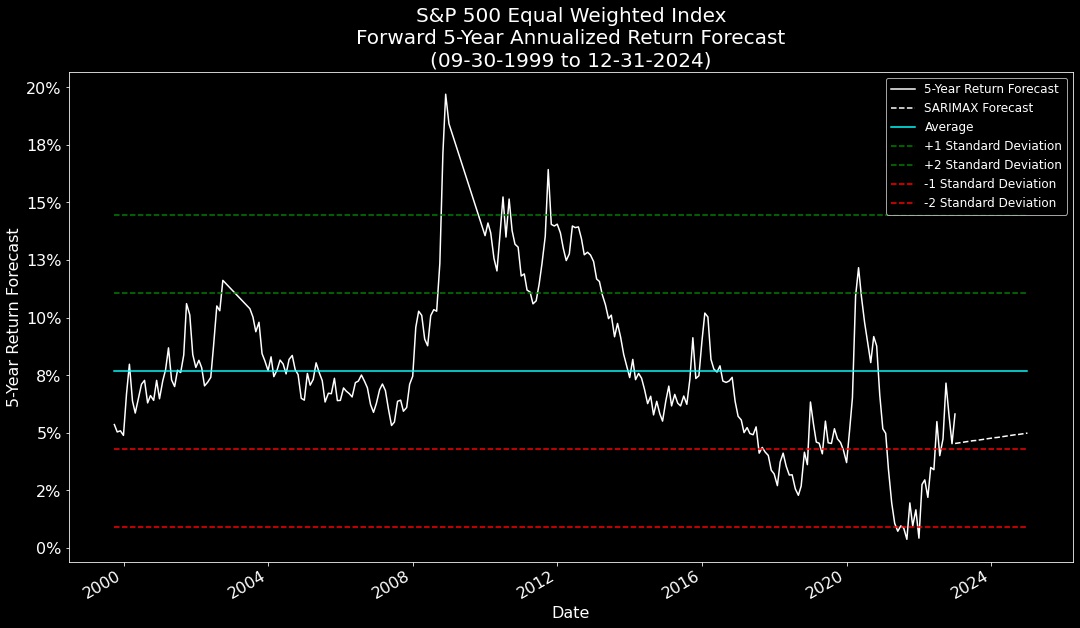 S&P 500 Equal Weighted Index
Forward 5-Year Annualized Return Forecast
(09-30-1999 to 12-31-2024)
5-Year Return Forecast
20%
18%
15%
13%
10%
8%
5%
2%
0%
5-Year Return Forecast
SARIMAX Forecast
Average
+1 Standard Deviation
+2 Standard Deviation
-1 Standard Deviation
-2 Standard Deviation
2000
2004
2008
2012
2016
2020
2024
Date